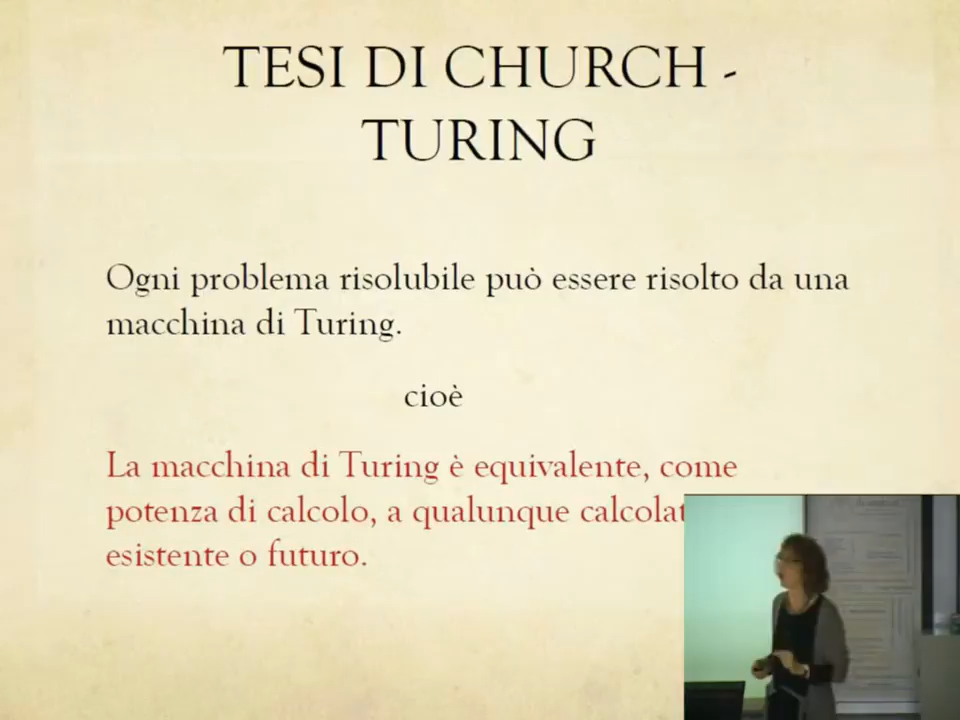 TESI DI CHURCH -
TURING
Ogni problema risolubile può essere risolto da una
macchina di Turing.
cioè
La macchina di Turing è equivalente, come
potenza di calcolo, a qualunque
esistente o futuro.